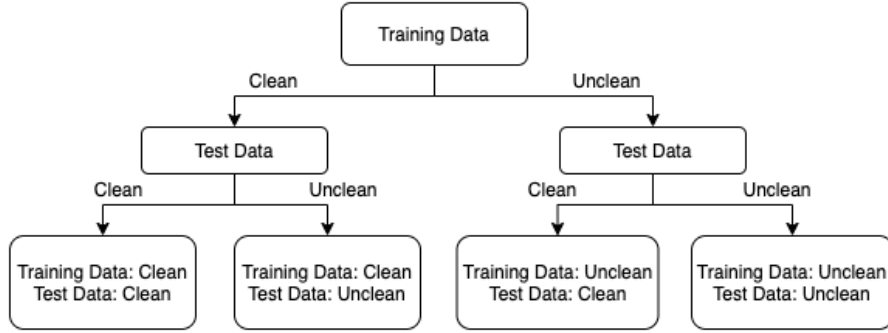 Training Data
Clean
Unclean
Test Data
Test Data
Clean
Unclean
Clean
Unclean
Training Data: Clean
Test Data: Clean
Training Data: Clean
Test Data: Unclean
Training Data: Unclean
Test Data: Clean
Training Data: Unclean
Test Data: Unclean